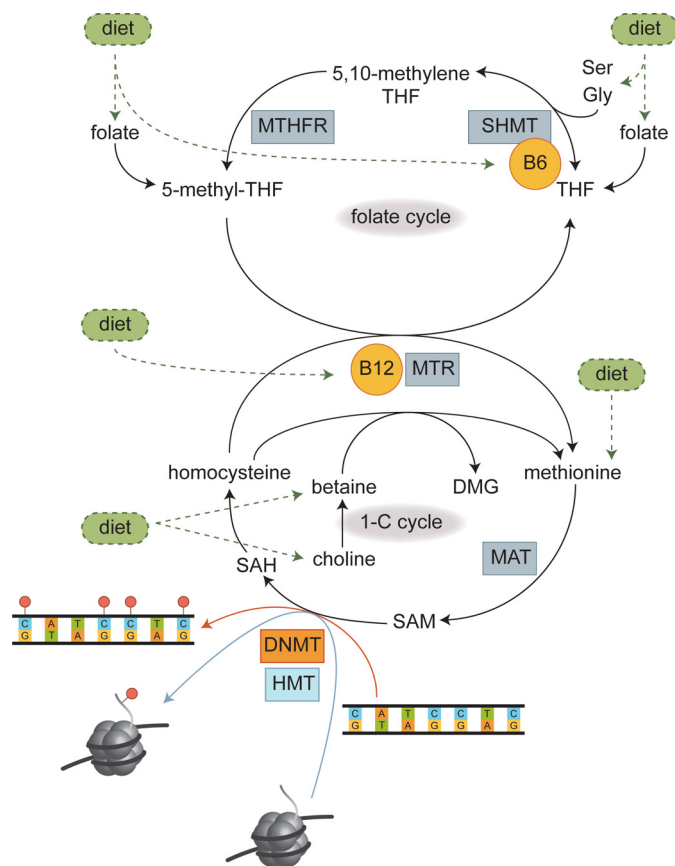 diet
diet
5,10-methylene
THF
Ser
Gly
folate
MTHFR
SHMT
folate
B6
5-methyl-THF
THF
folate cycle
diet
B12
MTR
diet
homocysteine
betaine
DMG
methionine
diet
1-C cycle
choline
MAT
SAH
SAM
C A T C C T C
G T A G G A G
DNMT
HMT
C A T C C T C
G T A G G A G